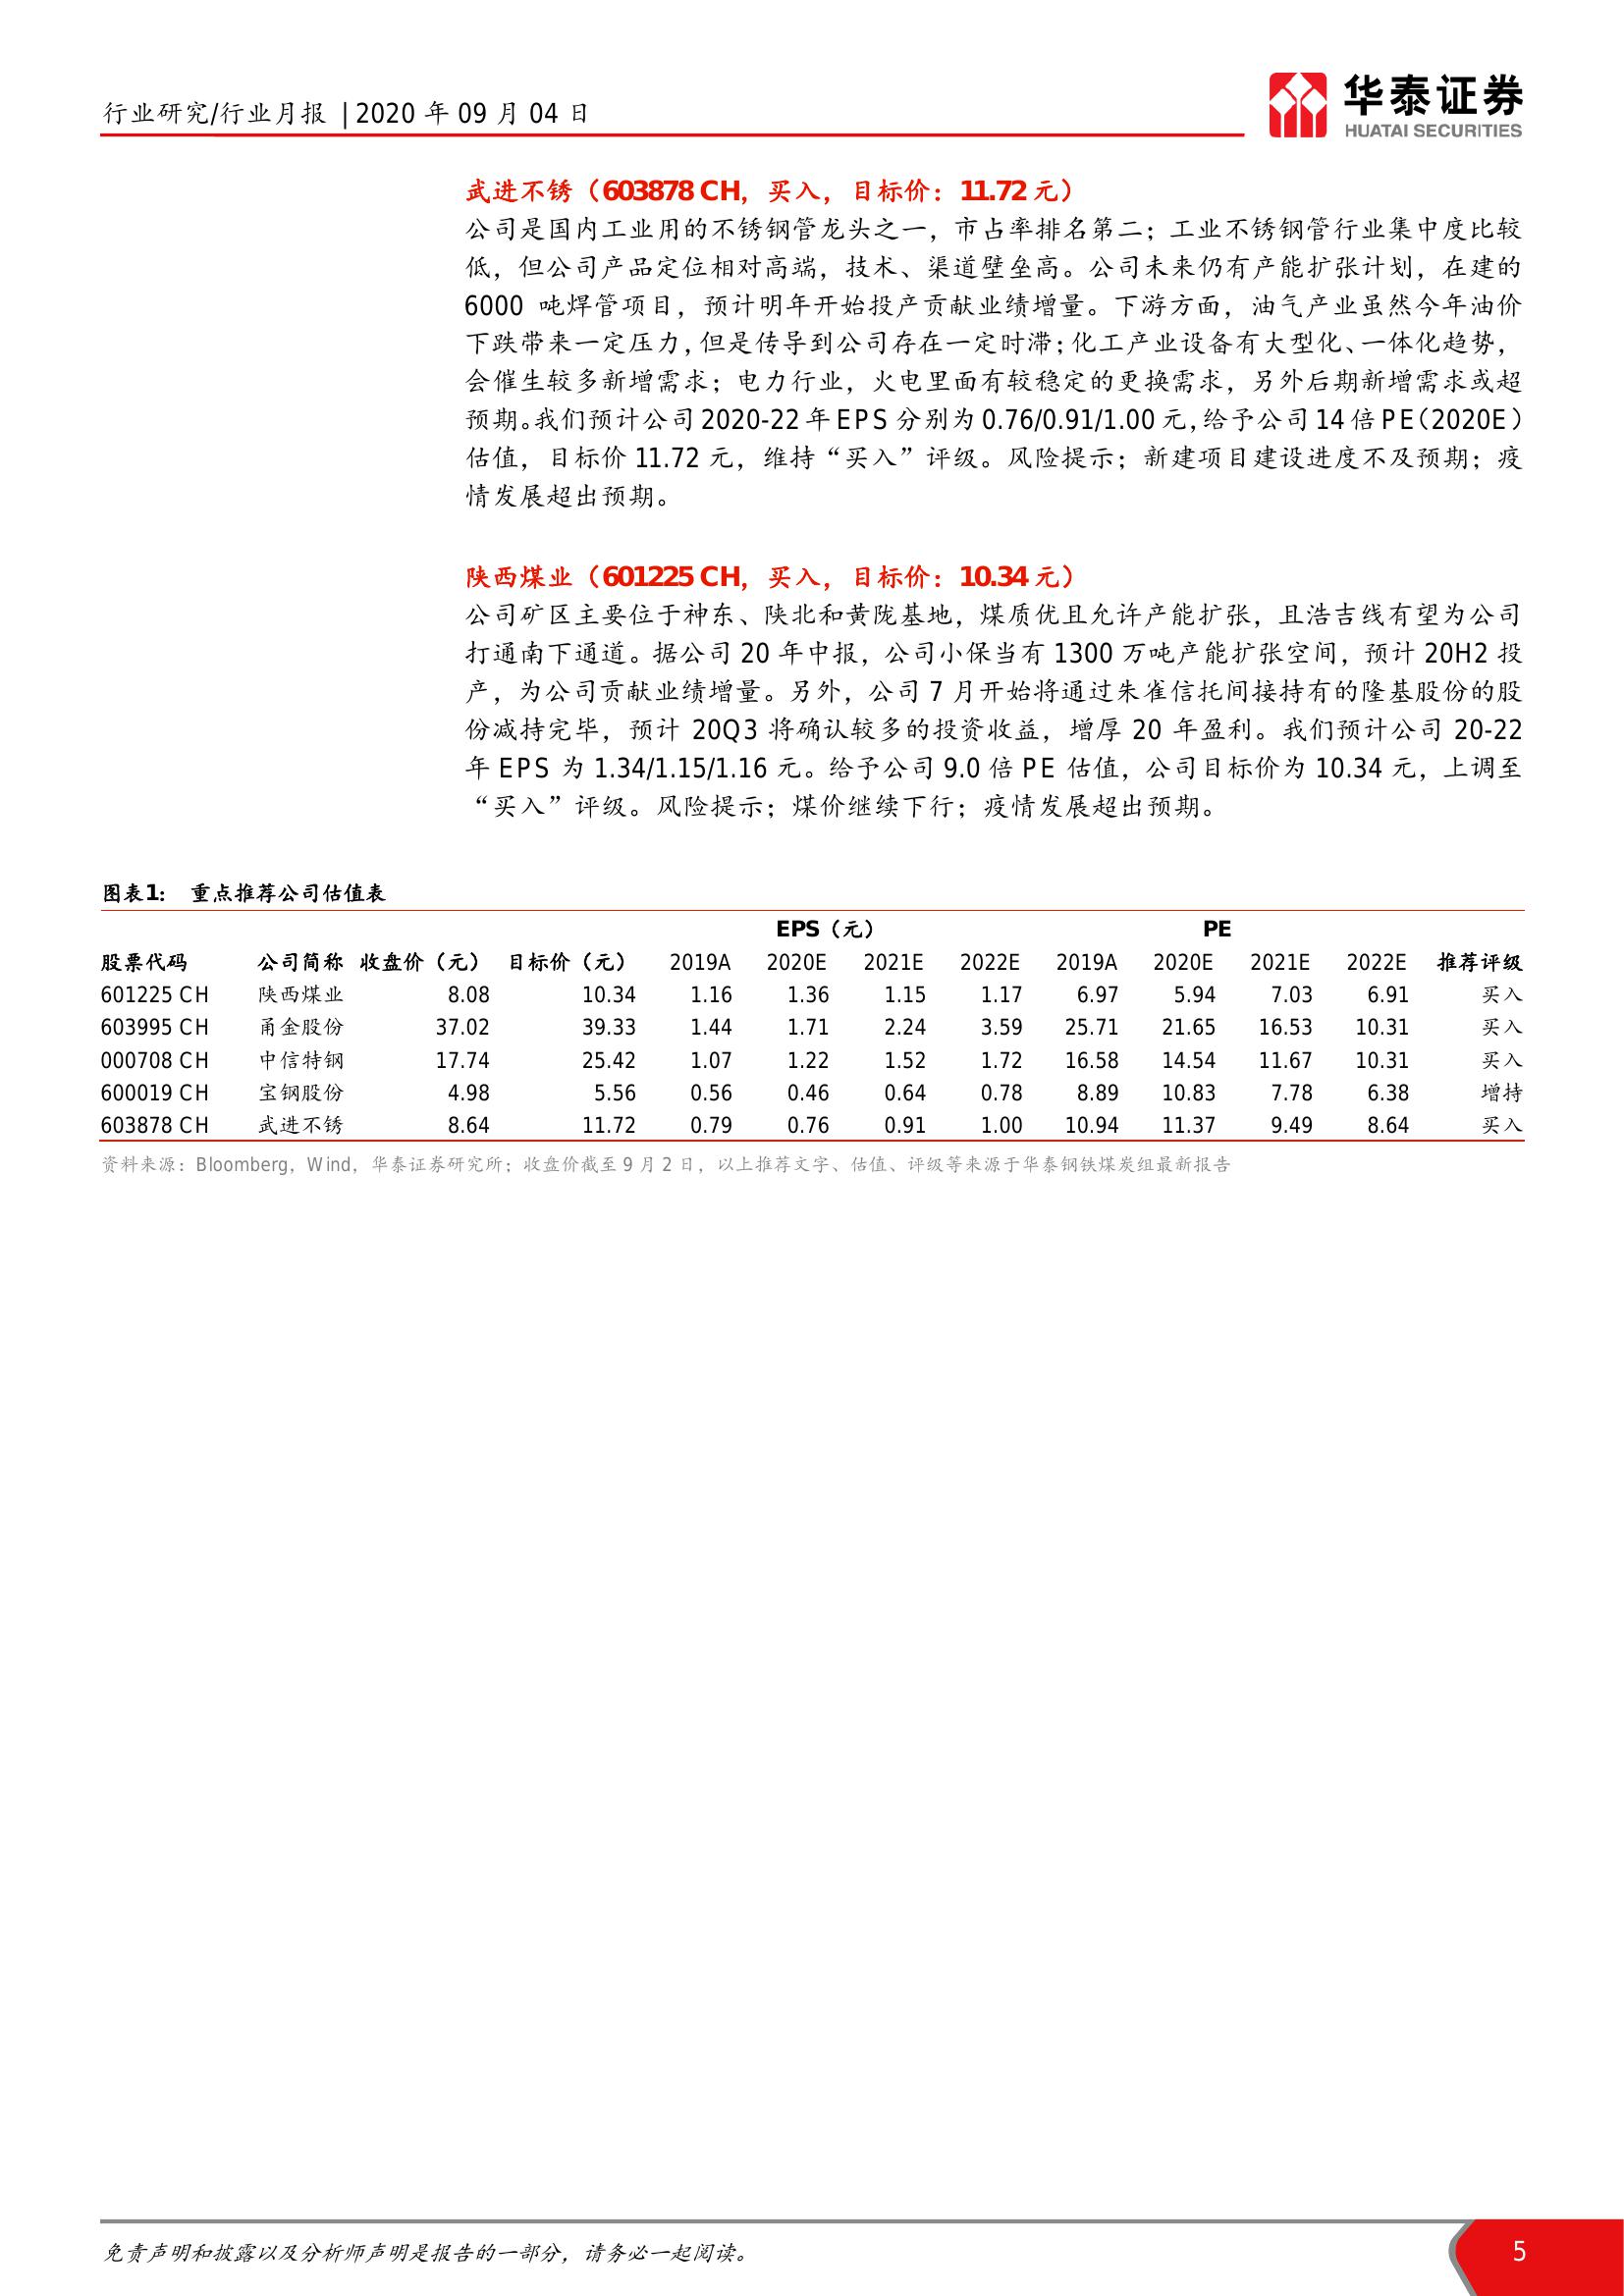 行业研究/行业月报 | 2020 年 09 月 04 日
华泰证券
HUATAI SECURITIES
武进不锈（603878 CH，买入，目标价：11.72 元）
公司是国内工业用的不锈钢管龙头之一，市占率排名第二；工业不锈钢管行业集中度比较
低，但公司产品定位相对高端，技术、渠道壁垒高。公司未来仍有产能扩张计划，在建的
6000 吨焊管项目，预计明年开始投产贡献业绩增量。下游方面，油气产业虽然今年油价
下跌带来一定压力，但是传导到公司存在一定时滞；化工产业设备有大型化、一体化趋势，
会催生较多新增需求；电力行业，火电里面有较稳定的更换需求，另外后期新增需求或超
预期。我们预计公司 2020-22 年 EPS 分别为 0.76/0.91/1.00 元，给予公司 14 倍 PE（2020E）
估值，目标价 11.72 元，维持“买入”评级。风险提示；新建项目建设进度不及预期；疫
情发展超出预期。
陕西煤业（601225 CH，买入，目标价：10.34 元）
公司矿区主要位于神东、陕北和黄陇基地，煤质优且允许产能扩张，且浩吉线有望为公司
打通南下通道。据公司 20 年中报，公司小保当有 1300 万吨产能扩张空间，预计 20H2 投
产，为公司贡献业绩增量。另外，公司 7 月开始将通过朱雀信托间接持有的隆基股份的股
份减持完毕，预计 20Q3 将确认较多的投资收益，增厚 20 年盈利。我们预计公司 20-22
年 EPS 为 1.34/1.15/1.16 元。给予公司 9.0 倍 PE 估值，公司目标价为 10.34 元，上调至
“买入”评级。风险提示；煤价继续下行；疫情发展超出预期。
图表1： 重点推荐公司估值表
EPS（元） PE
股票代码 公司简称 收盘价（元） 目标价（元） 2019A 2020E 2021E 2022E 2019A 2020E 2021E 2022E 推荐评级
601225 CH 陕西煤业 8.08 10.34 1.16 1.36 1.15 1.17 6.97 5.94 7.03 6.91 买入
603995 CH 甬金股份 37.02 39.33 1.44 1.71 2.24 3.59 25.71 21.65 16.53 10.31 买入
000708 CH 中信特钢 17.74 25.42 1.07 1.22 1.52 1.72 16.58 14.54 11.67 10.31 买入
600019 CH 宝钢股份 4.98 5.56 0.56 0.46 0.64 0.78 8.89 10.83 7.78 6.38 增持
603878 CH 武进不锈 8.64 11.72 0.79 0.76 0.91 1.00 10.94 11.37 9.49 8.64 买入
资料来源：Bloomberg，Wind，华泰证券研究所；收盘价截至 9 月 2 日，以上推荐文字、估值、评级等来源于华泰钢铁煤炭组最新报告
免责声明和披露以及分析师声明是报告的一部分，请务必一起阅读。
5